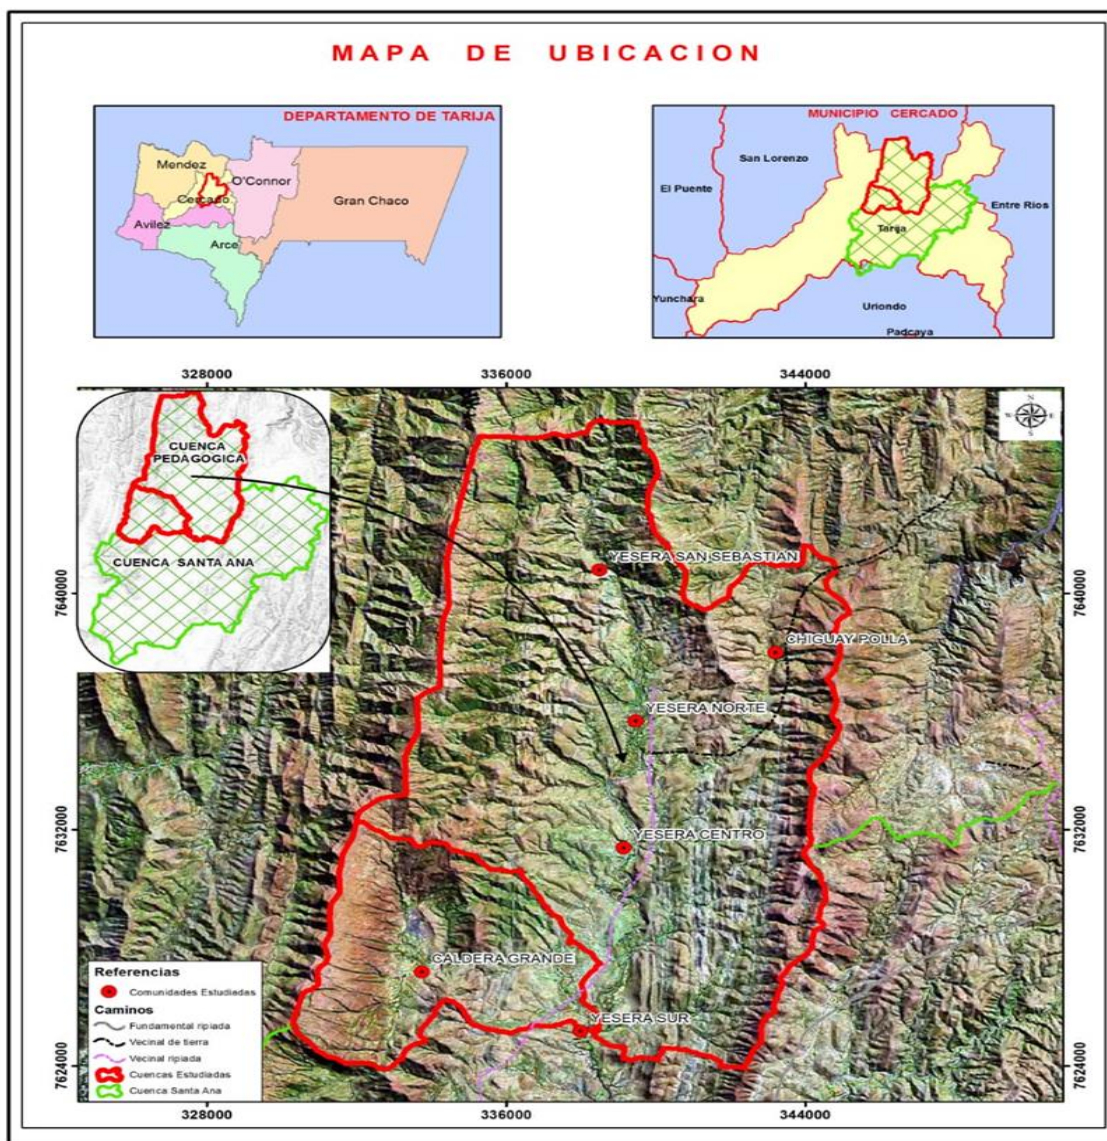 MAPA DE UBICACION
DEPARTAMENTO DE TARIJA
Mendez
O'Connor
Cercado
Gran Chaco
Avilez
Arce
MUNICIPIO CERCADO
San Lorenzo
El Puente
Entre Rios
Tarija
Yunchara
Uriondo
Padcaya
328000
336000
344000
CUENCA
PEDAGOGICA
CUENCA SANTA ANA
N
YESERA SAN SEBASTIAN
7640000
7640000
CHIGUAY POLLA
YESERA NORTE
7632000
7632000
YESERA CENTRO
CALDERA GRANDE
YESERA SUR
Referencias
Comunidades Estudiadas
Caminos
Fundamental ripiada
Vecinal de tierra
Vecinal ripiada
Cuencas Estudiadas
Cuenca Santa Ana
7624000
7624000
328000
336000
344000